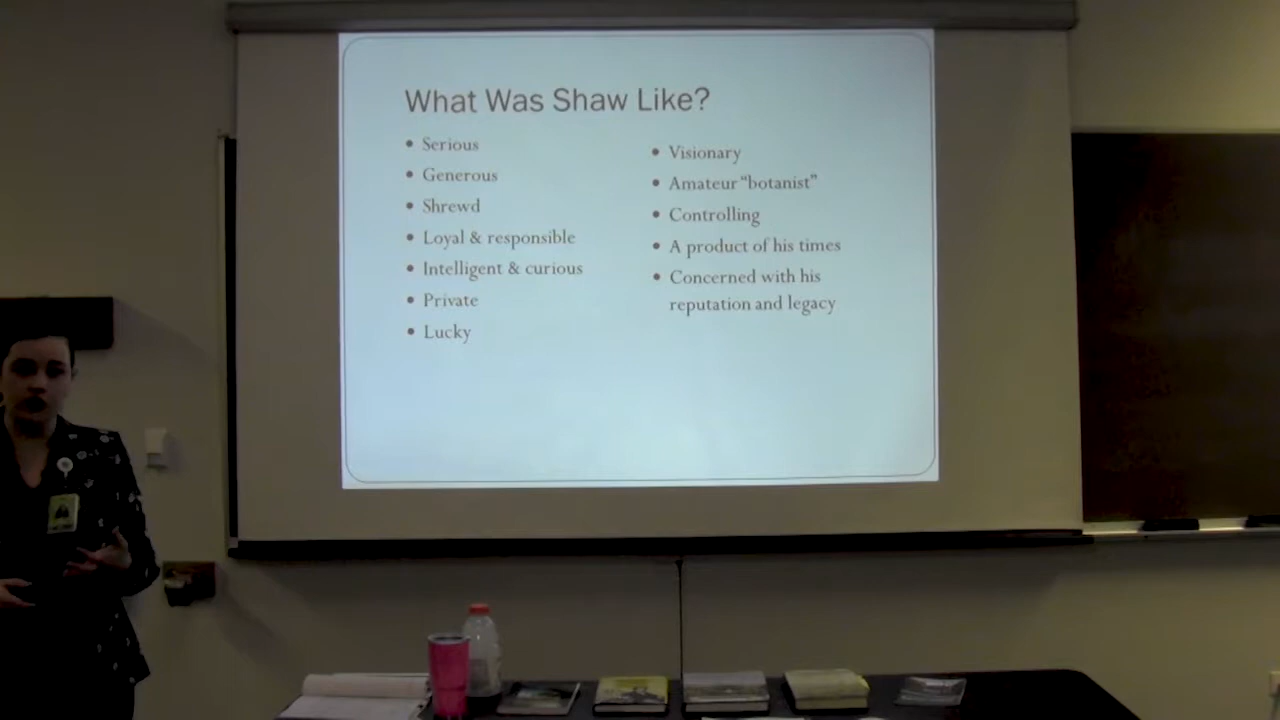 What Was Shaw Like?
• Serious
• Generous
• Shrewd
• Loyal & responsible
• Intelligent & curious
• Private
• Lucky
• Visionary
• Amateur “botanist”
• Controlling
• A product of his times
• Concerned with his
reputation and legacy